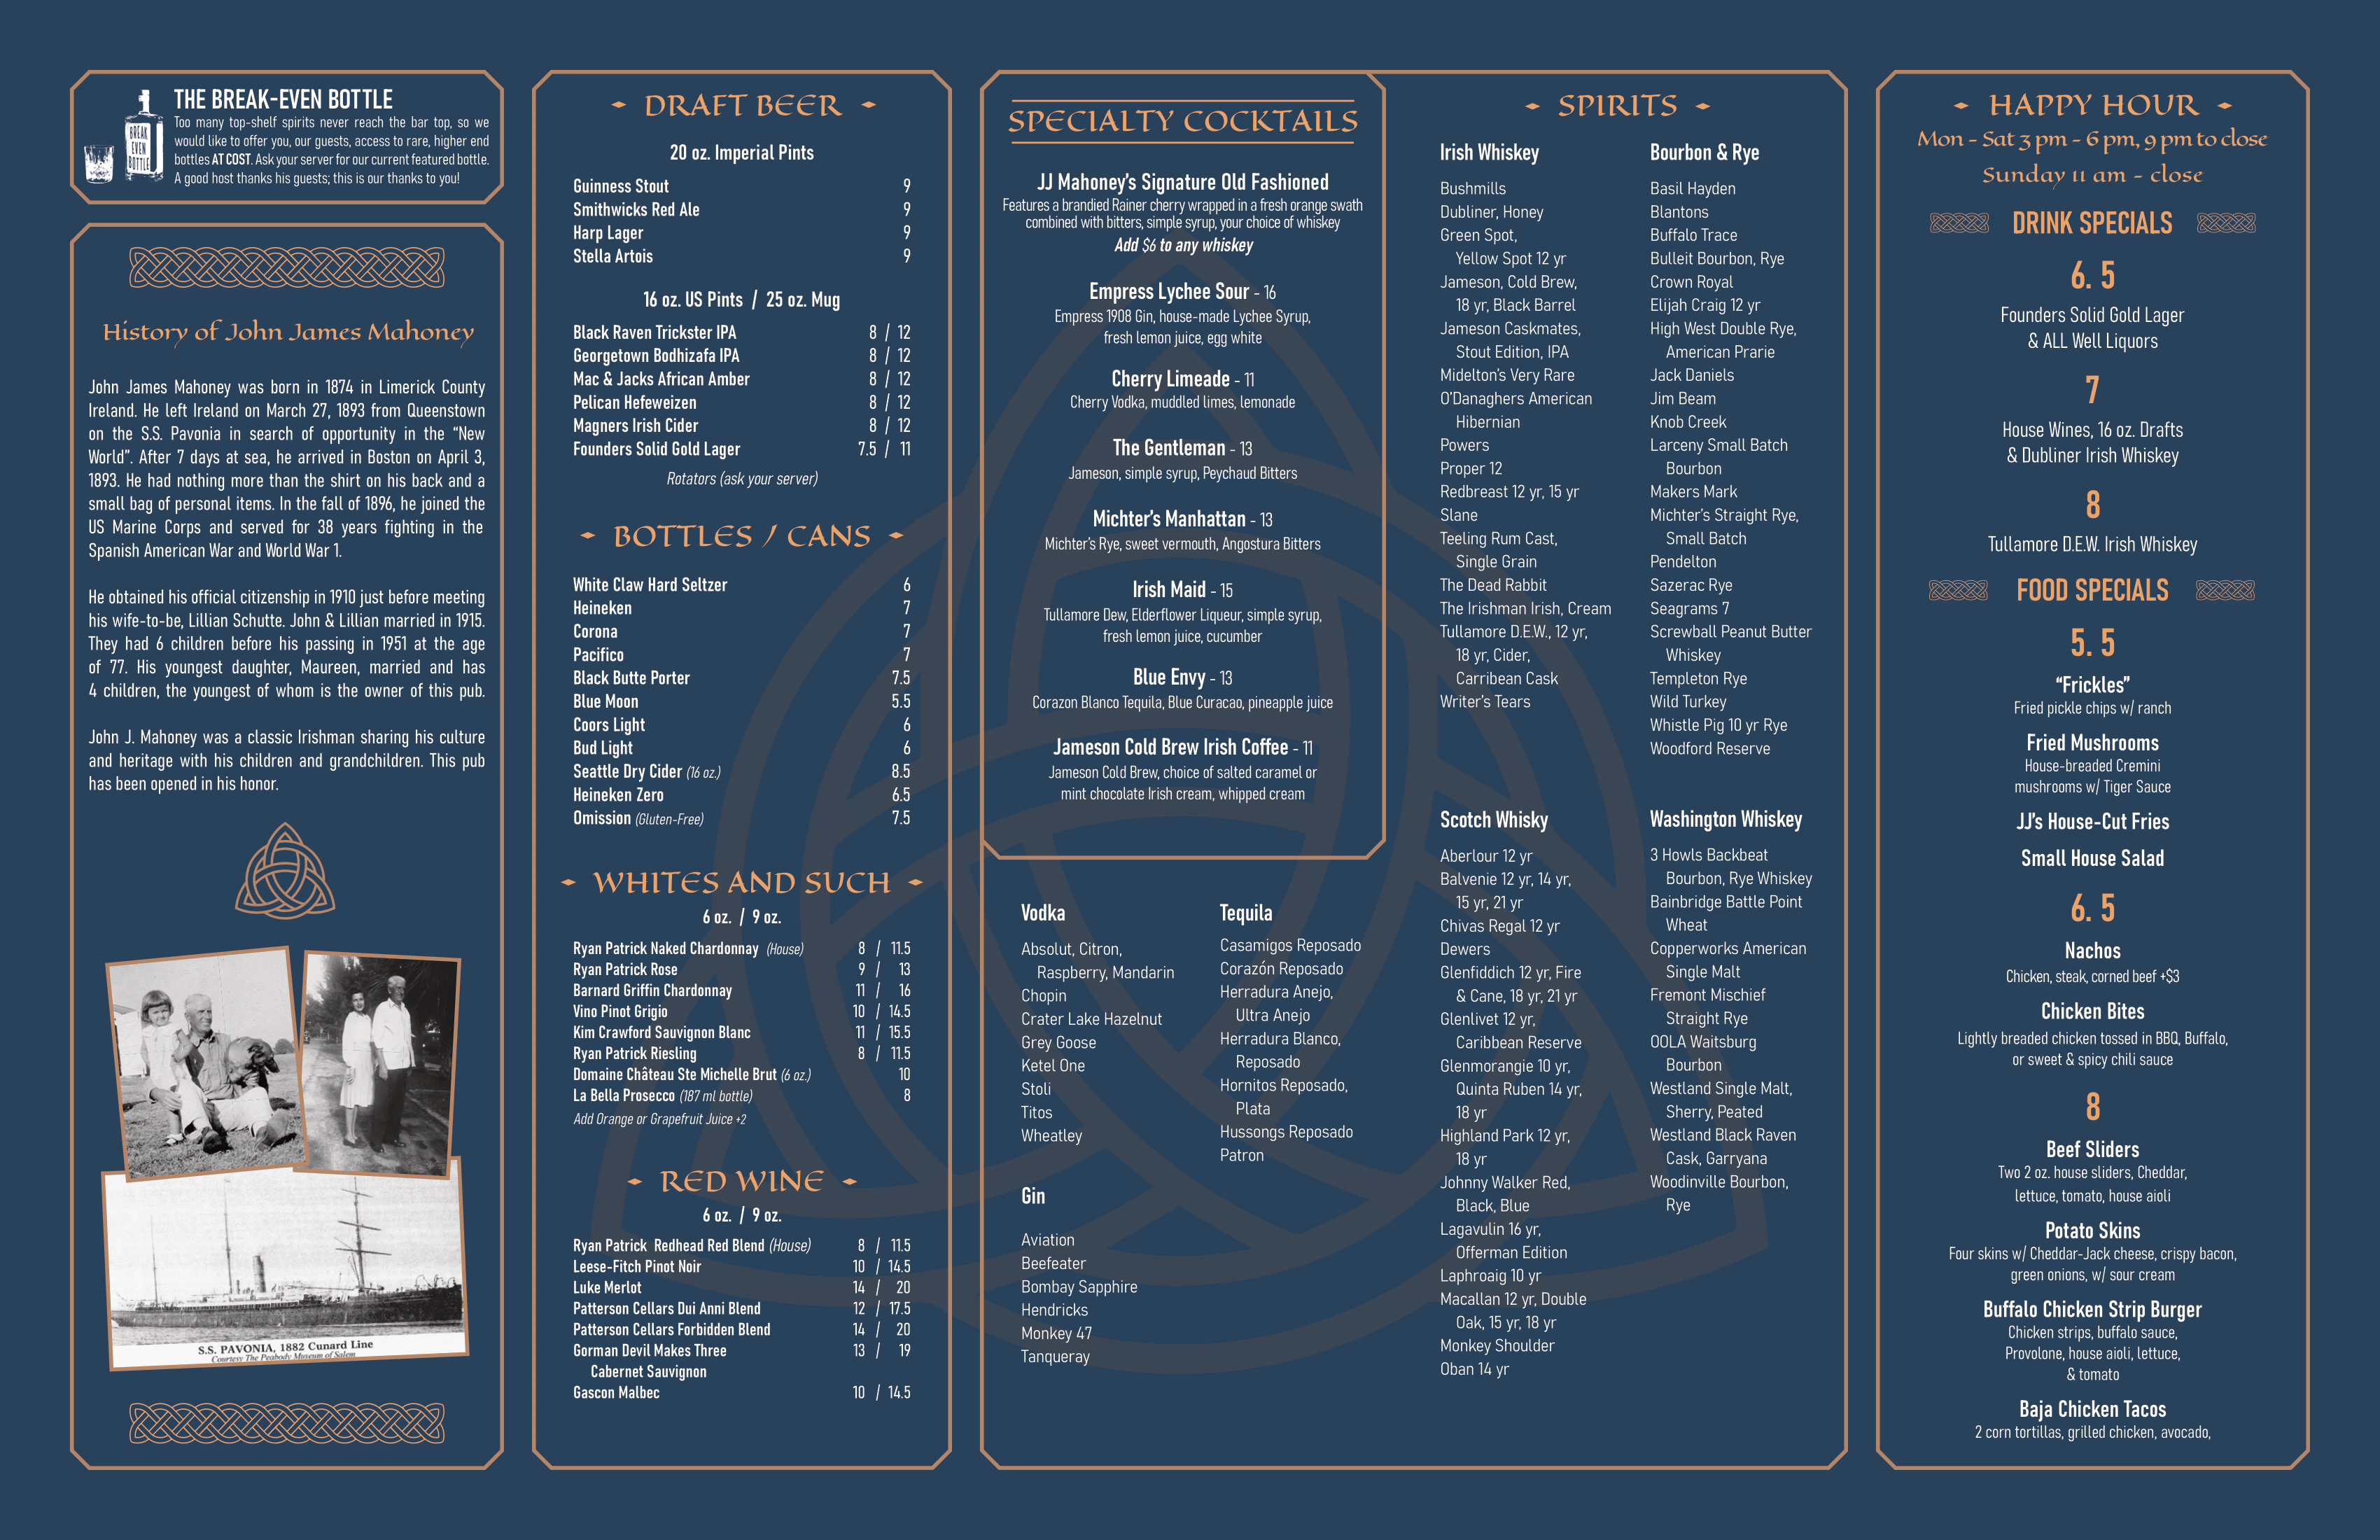 THE BREAK-EVEN BOTTLE
BREAK
EVEN
BOTTLE
Too many top-shelf spirits never reach the bar top, so we
would like to offer you, our guests, access to rare, higher end
bottles AT COST. Ask your server for our current featured bottle.
A good host thanks his guests; this is our thanks to you!
History of John James Mahoney
John James Mahoney was born in 1874 in Limerick County
Ireland. He left Ireland on March 27, 1893 from Queenstown
on the S.S. Pavonia in search of opportunity in the “New
World”. After 7 days at sea, he arrived in Boston on April 3,
1893. He had nothing more than the shirt on his back and a
small bag of personal items. In the fall of 1896, he joined the
US Marine Corps and served for 38 years fighting in the
Spanish American War and World War 1.
He obtained his official citizenship in 1910 just before meeting
his wife-to-be, Lillian Schutte. John & Lillian married in 1915.
They had 6 children before his passing in 1951 at the age
of 77. His youngest daughter, Maureen, married and has
4 children, the youngest of whom is the owner of this pub.
John J. Mahoney was a classic Irishman sharing his culture
and heritage with his children and grandchildren. This pub
has been opened in his honor.
S.S. PAVONIA, 1882 Cunard Line
Courtesy The Peabody Museum of Salem
DRAFT BEER
20 oz. Imperial Pints
Guinness Stout 9
Smithwicks Red Ale 9
Harp Lager 9
Stella Artois 9
16 oz. US Pints / 25 oz. Mug
Black Raven Trickster IPA 8 / 12
Georgetown Bodhizafa IPA 8 / 12
Mac & Jacks African Amber 8 / 12
Pelican Hefeweizen 8 / 12
Magners Irish Cider 8 / 12
Founders Solid Gold Lager 7.5 / 11
Rotators (ask your server)
BOTTLES / CANS
White Claw Hard Seltzer 6
Heineken 7
Corona 7
Pacifico 7
Black Butte Porter 7.5
Blue Moon 5.5
Coors Light 6
Bud Light 6
Seattle Dry Cider (16 oz.) 8.5
Heineken Zero 6.5
Omission (Gluten-Free) 7.5
WHITES AND SUCH
6 oz. / 9 oz.
Ryan Patrick Naked Chardonnay (House) 8 / 11.5
Ryan Patrick Rose 9 / 13
Barnard Griffin Chardonnay 11 / 16
Vino Pinot Grigio 10 / 14.5
Kim Crawford Sauvignon Blanc 11 / 15.5
Ryan Patrick Riesling 8 / 11.5
Domaine Château Ste Michelle Brut (6 oz.) 10
La Bella Prosecco (187 ml bottle) 8
Add Orange or Grapefruit Juice +2
RED WINE
6 oz. / 9 oz.
Ryan Patrick Redhead Red Blend (House) 8 / 11.5
Leese-Fitch Pinot Noir 10 / 14.5
Luke Merlot 14 / 20
Patterson Cellars Dui Anni Blend 12 / 17.5
Patterson Cellars Forbidden Blend 14 / 20
Gorman Devil Makes Three 13 / 19
Cabernet Sauvignon
Gascon Malbec 10 / 14.5
SPECIALTY COCKTAILS
JJ Mahoney’s Signature Old Fashioned
Features a brandied Rainer cherry wrapped in a fresh orange swath
combined with bitters, simple syrup, your choice of whiskey
Add $6 to any whiskey
Empress Lychee Sour - 16
Empress 1908 Gin, house-made Lychee Syrup,
fresh lemon juice, egg white
Cherry Limeade - 11
Cherry Vodka, muddled limes, lemonade
The Gentleman - 13
Jameson, simple syrup, Peychaud Bitters
Michter’s Manhattan - 13
Michter’s Rye, sweet vermouth, Angostura Bitters
Irish Maid - 15
Tullamore Dew, Elderflower Liqueur, simple syrup,
fresh lemon juice, cucumber
Blue Envy - 13
Corazon Blanco Tequila, Blue Curacao, pineapple juice
Jameson Cold Brew Irish Coffee - 11
Jameson Cold Brew, choice of salted caramel or
mint chocolate Irish cream, whipped cream
Vodka
Absolut, Citron,
Raspberry, Mandarin
Chopin
Crater Lake Hazelnut
Grey Goose
Ketel One
Stoli
Titos
Wheatley
Gin
Aviation
Beefeater
Bombay Sapphire
Hendricks
Monkey 47
Tanqueray
Tequila
Casamigos Reposado
Corazón Reposado
Herradura Anejo,
Ultra Anejo
Herradura Blanco,
Reposado
Hornitos Reposado,
Plata
Hussongs Reposado
Patron
SPIRITS
Irish Whiskey
Bushmills
Dubliner, Honey
Green Spot,
Yellow Spot 12 yr
Jameson, Cold Brew,
18 yr, Black Barrel
Jameson Caskmates,
Stout Edition, IPA
Midelton’s Very Rare
O’Danaghers American
Hibernian
Powers
Proper 12
Redbreast 12 yr, 15 yr
Slane
Teeling Rum Cast,
Single Grain
The Dead Rabbit
The Irishman Irish, Cream
Tullamore D.E.W., 12 yr,
18 yr, Cider,
Carribean Cask
Writer’s Tears
Scotch Whisky
Aberlour 12 yr
Balvenie 12 yr, 14 yr,
15 yr, 21 yr
Chivas Regal 12 yr
Dewers
Glenfiddich 12 yr, Fire
& Cane, 18 yr, 21 yr
Glenlivet 12 yr,
Caribbean Reserve
Glenmorangie 10 yr,
Quinta Ruben 14 yr,
18 yr
Highland Park 12 yr,
18 yr
Johnny Walker Red,
Black, Blue
Lagavulin 16 yr,
Offerman Edition
Laphroaig 10 yr
Macallan 12 yr, Double
Oak, 15 yr, 18 yr
Monkey Shoulder
Oban 14 yr
Bourbon & Rye
Basil Hayden
Blantons
Buffalo Trace
Bulleit Bourbon, Rye
Crown Royal
Elijah Craig 12 yr
High West Double Rye,
American Prarie
Jack Daniels
Jim Beam
Knob Creek
Larceny Small Batch
Bourbon
Makers Mark
Michter’s Straight Rye,
Small Batch
Pendelton
Sazerac Rye
Seagrams 7
Screwball Peanut Butter
Whiskey
Templeton Rye
Wild Turkey
Whistle Pig 10 yr Rye
Woodford Reserve
Washington Whiskey
3 Howls Backbeat
Bourbon, Rye Whiskey
Bainbridge Battle Point
Wheat
Copperworks American
Single Malt
Fremont Mischief
Straight Rye
OOLA Waitsburg
Bourbon
Westland Single Malt,
Sherry, Peated
Westland Black Raven
Cask, Garryana
Woodinville Bourbon,
Rye
HAPPY HOUR
Mon - Sat 3 pm - 6 pm, 9 pm to close
Sunday 11 am - close
DRINK SPECIALS
6. 5
Founders Solid Gold Lager
& ALL Well Liquors
7
House Wines, 16 oz. Drafts
& Dubliner Irish Whiskey
8
Tullamore D.E.W. Irish Whiskey
FOOD SPECIALS
5. 5
“Frickles”
Fried pickle chips w/ ranch
Fried Mushrooms
House-breaded Cremini
mushrooms w/ Tiger Sauce
JJ’s House-Cut Fries
Small House Salad
6. 5
Nachos
Chicken, steak, corned beef +$3
Chicken Bites
Lightly breaded chicken tossed in BBQ, Buffalo,
or sweet & spicy chili sauce
8
Beef Sliders
Two 2 oz. house sliders, Cheddar,
lettuce, tomato, house aioli
Potato Skins
Four skins w/ Cheddar-Jack cheese, crispy bacon,
green onions, w/ sour cream
Buffalo Chicken Strip Burger
Chicken strips, buffalo sauce,
Provolone, house aioli, lettuce,
& tomato
Baja Chicken Tacos
2 corn tortillas, grilled chicken, avocado,